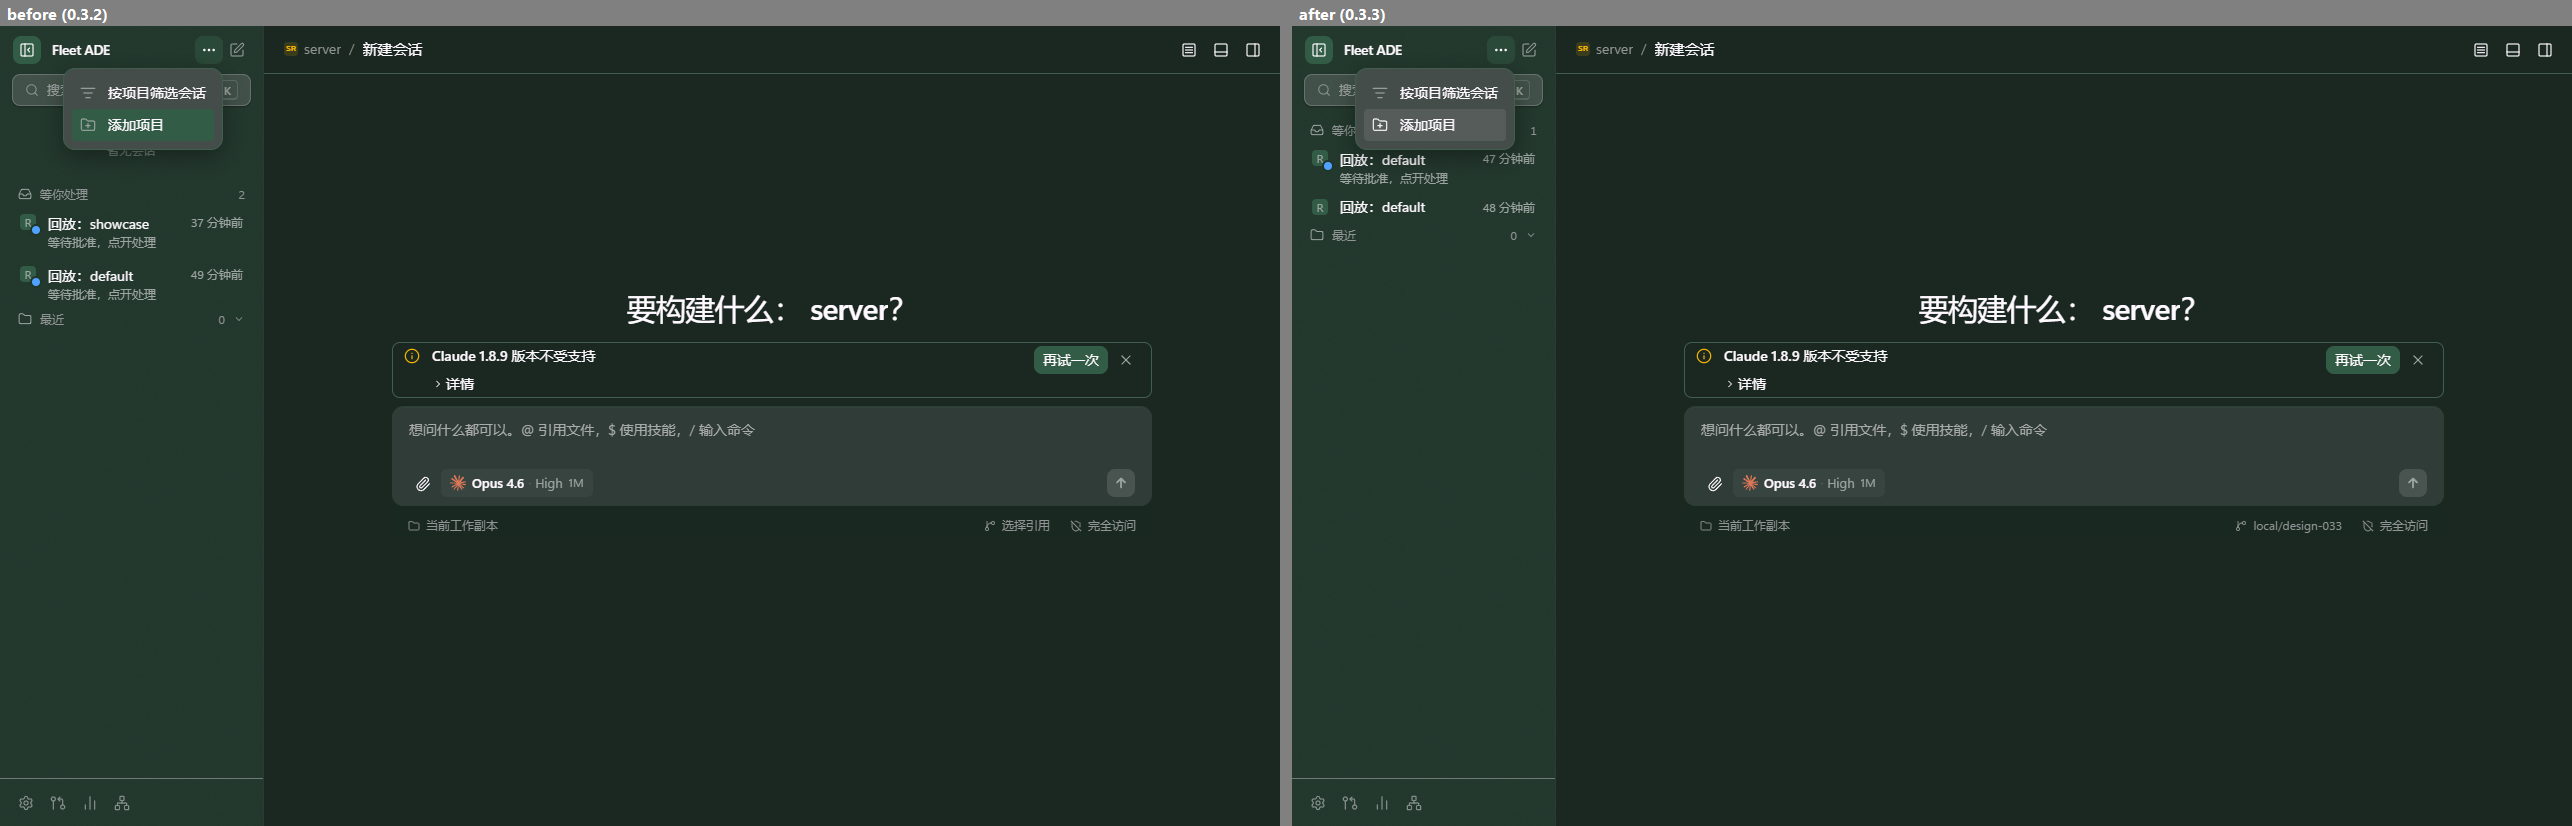 before (0.3.2)
Fleet ADE
搜
K
按项目筛选会话
添加项目
暂无会话
等你处理 2
R 回放：showcase 37 分钟前
等待批准，点开处理
R 回放：default 49 分钟前
等待批准，点开处理
最近 0
SR server / 新建会话
要构建什么： server？
Claude 1.8.9 版本不受支持
再试一次
详情
想问什么都可以。@ 引用文件，$ 使用技能，/ 输入命令
Opus 4.6 · High 1M
当前工作副本
选择引用
完全访问
after (0.3.3)
Fleet ADE
搜
K
按项目筛选会话
添加项目
等你 1
R 回放：default 47 分钟前
等待批准，点开处理
R 回放：default 48 分钟前
最近 0
SR server / 新建会话
要构建什么： server？
Claude 1.8.9 版本不受支持
再试一次
详情
想问什么都可以。@ 引用文件，$ 使用技能，/ 输入命令
Opus 4.6 · High 1M
当前工作副本
local/design-033
完全访问